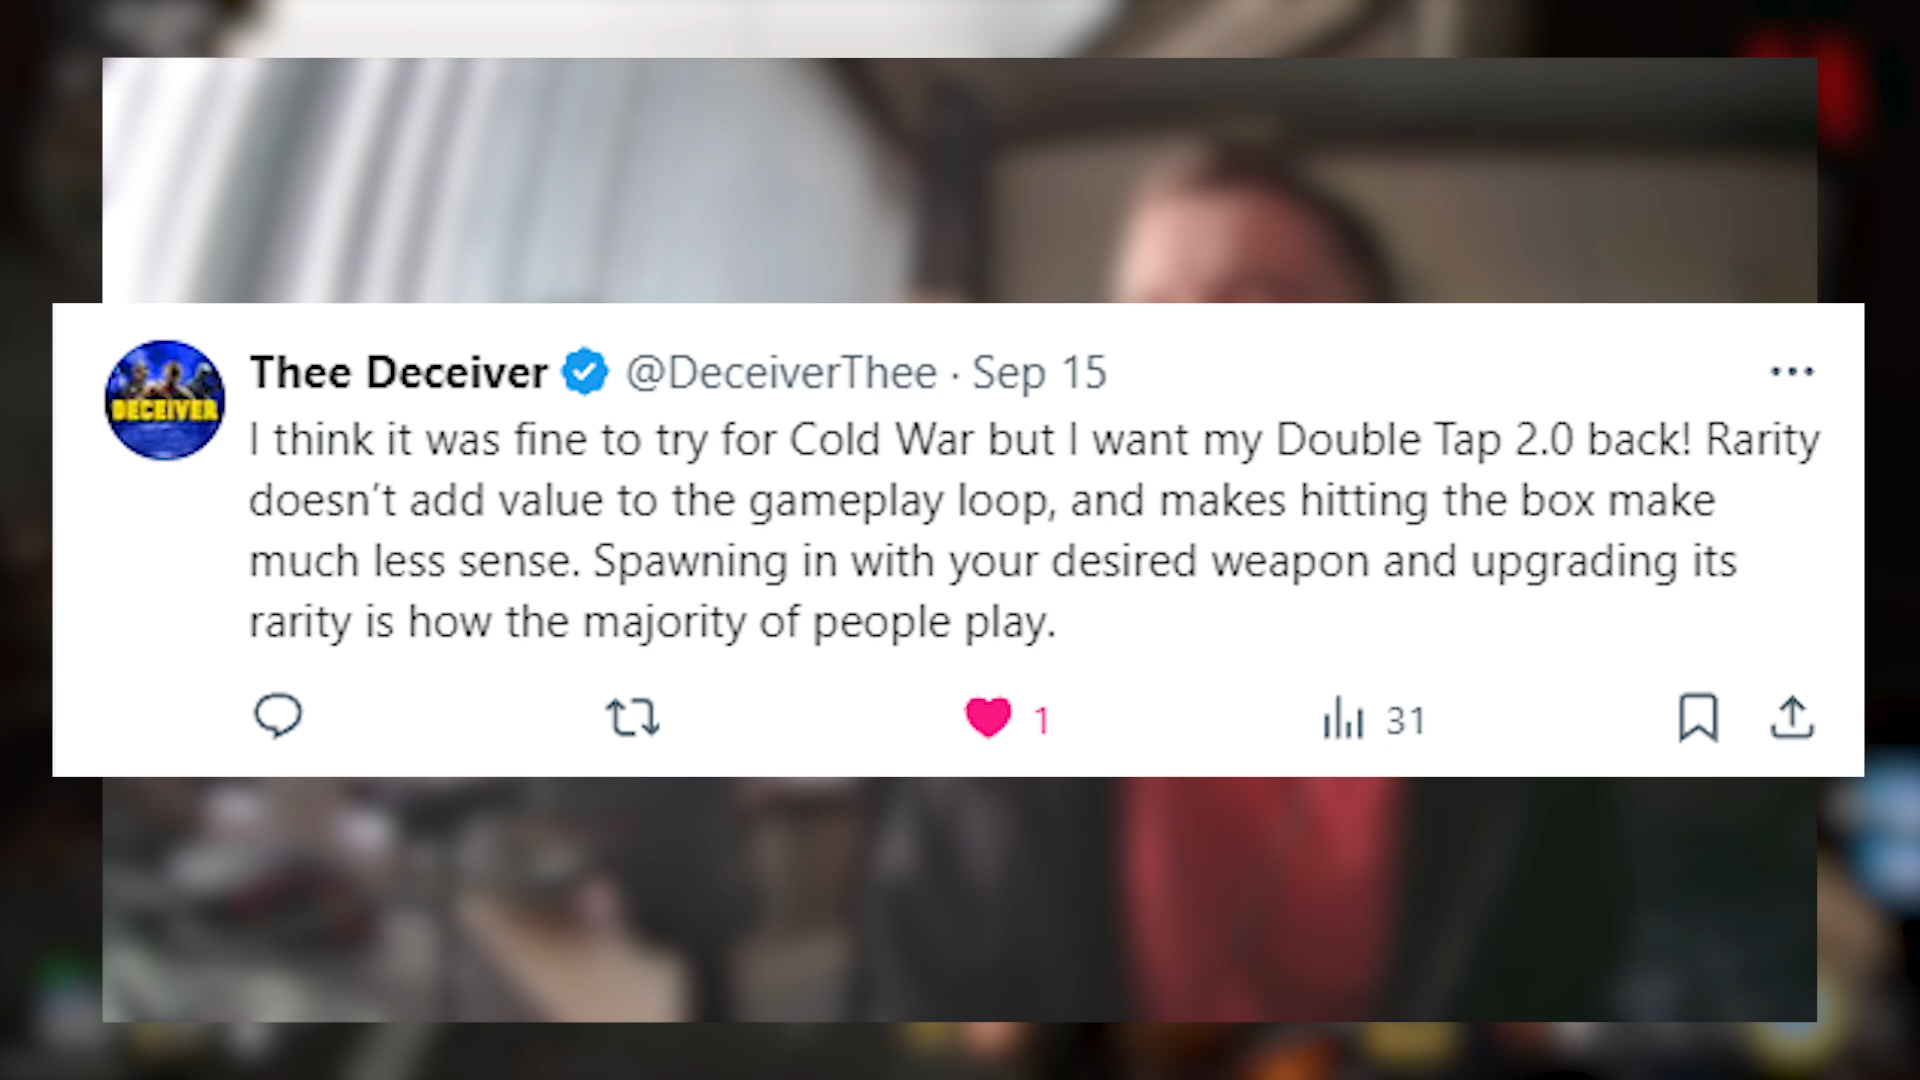 Thee Deceiver @DeceiverThee · Sep 15
DECEIVER
I think it was fine to try for Cold War but I want my Double Tap 2.0 back! Rarity
doesn’t add value to the gameplay loop, and makes hitting the box make
much less sense. Spawning in with your desired weapon and upgrading its
rarity is how the majority of people play.
1
31